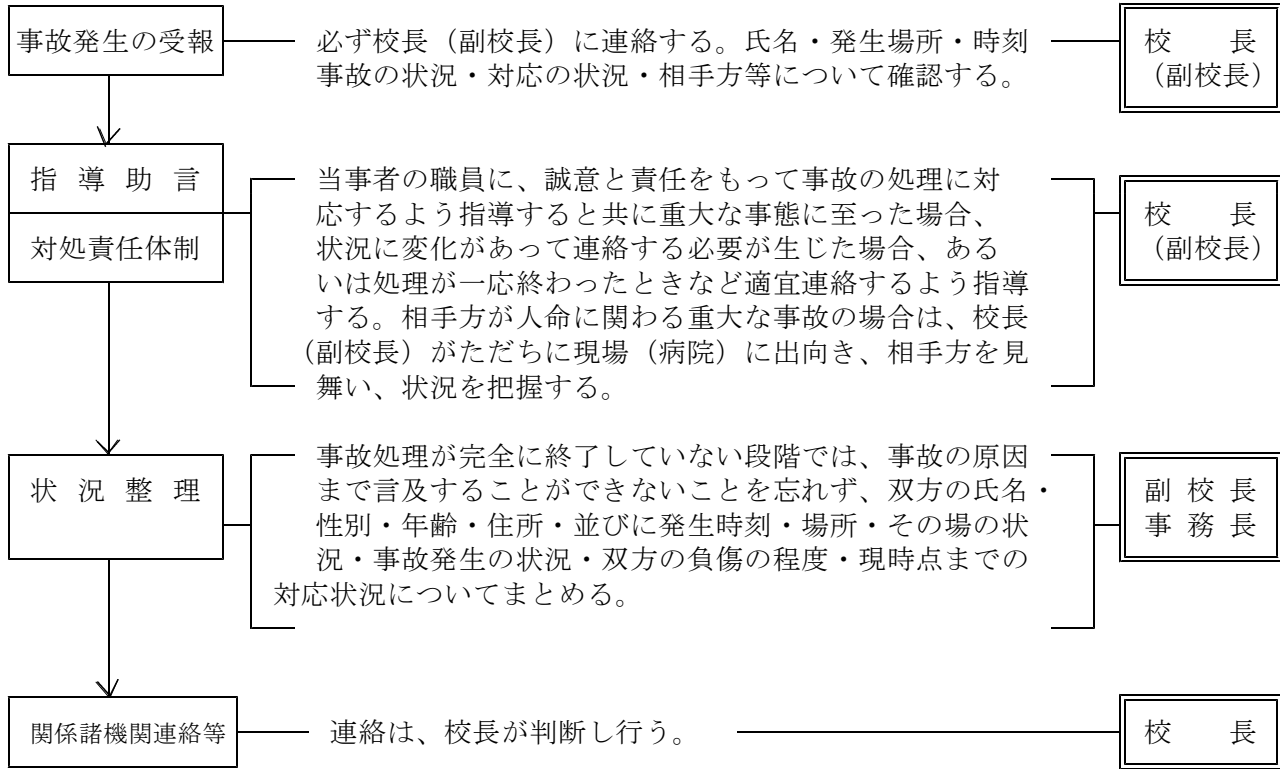 事故発生の受報
必ず校長（副校長）に連絡する。氏名・発生場所・時刻
事故の状況・対応の状況・相手方等について確認する。
校　　長
（副校長）
指　導　助　言
対処責任体制
当事者の職員に、誠意と責任をもって事故の処理に対
応するよう指導すると共に重大な事態に至った場合、
状況に変化があって連絡する必要が生じた場合、ある
いは処理が一応終わったときなど適宜連絡するよう指導
する。相手方が人命に関わる重大な事故の場合は、校長
（副校長）がただちに現場（病院）に出向き、相手方を見
舞い、状況を把握する。
校　　長
（副校長）
状　況　整　理
事故処理が完全に終了していない段階では、事故の原因
まで言及することができないことを忘れず、双方の氏名・
性別・年齢・住所・並びに発生時刻・場所・その場の状
況・事故発生の状況・双方の負傷の程度・現時点までの
対応状況についてまとめる。
副　校　長
事　務　長
関係諸機関連絡等
連絡は、校長が判断し行う。
校　　長